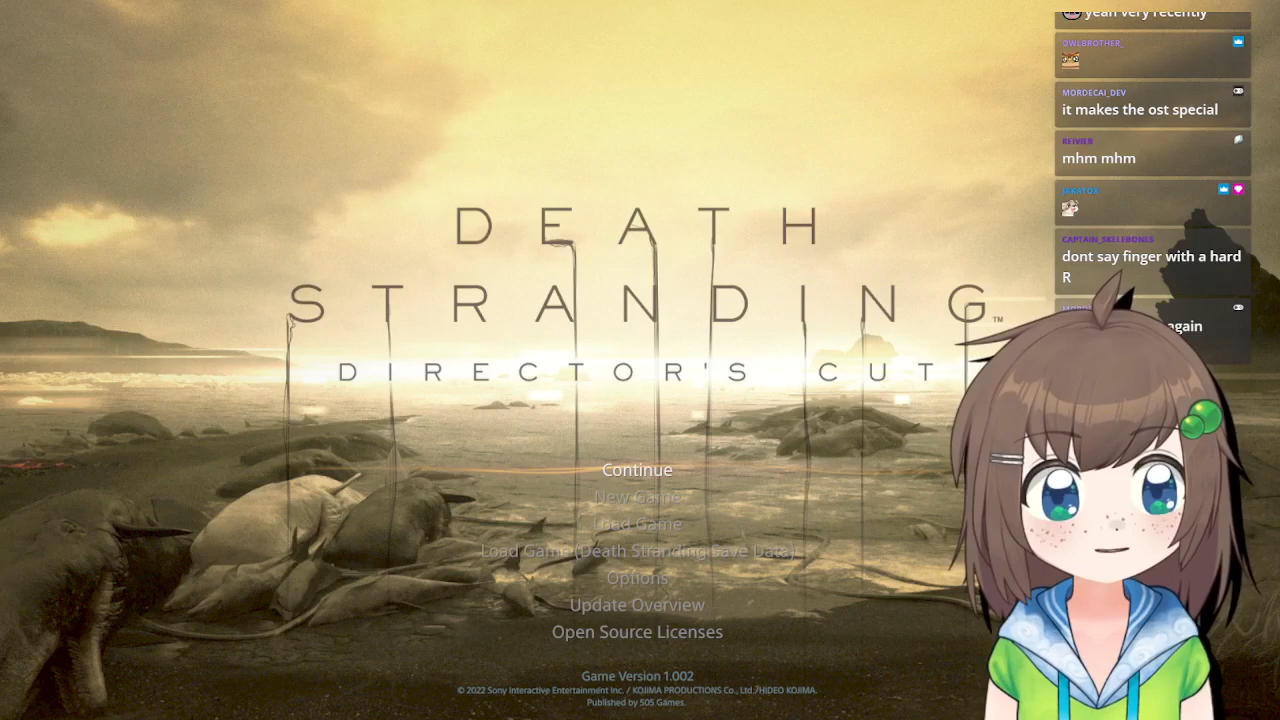 DEATH
STRANDING™
DIRECTOR'S CUT
Continue
New Game
Load Game
Load Game (Death Stranding Save Data)
Options
Update Overview
Open Source Licenses
Game Version 1.002
© 2022 Sony Interactive Entertainment Inc. / KOJIMA PRODUCTIONS Co., Ltd./HIDEO KOJIMA.
Published by 505 Games.
yeah very recently
OWLBROTHER_
MORDECAI_DEV
it makes the ost special
REIVIER
mhm mhm
CAPTAIN_SKELEBONES
dont say finger with a hard
R
again